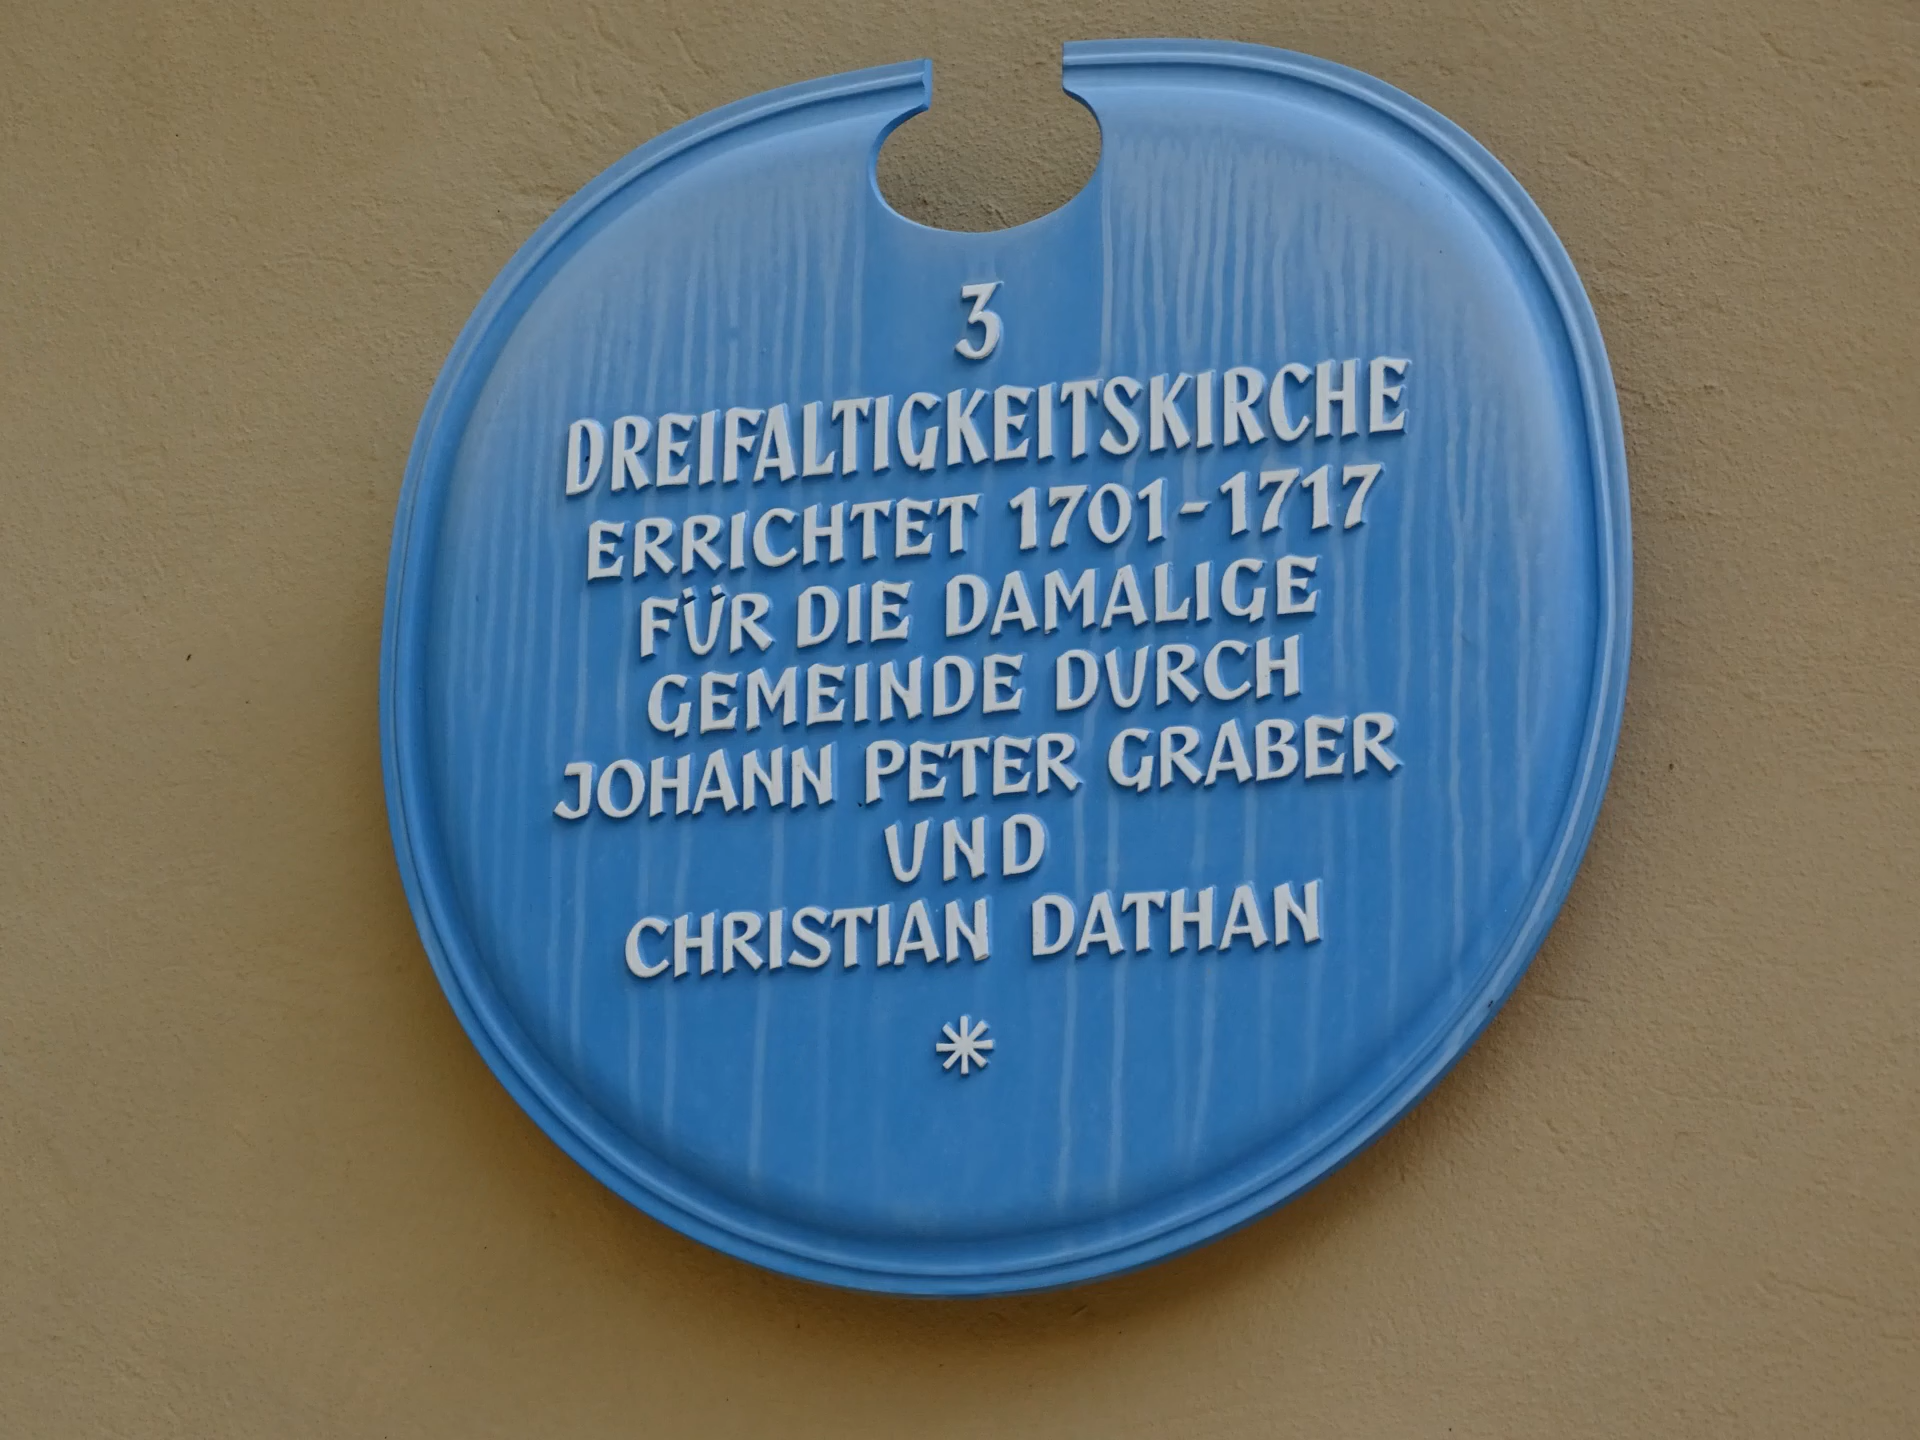 3
DREIFALTIGKEITSKIRCHE
ERRICHTET 1701-1717
FÜR DIE DAMALIGE
GEMEINDE DURCH
JOHANN PETER GRABER
UND
CHRISTIAN DATHAN
*